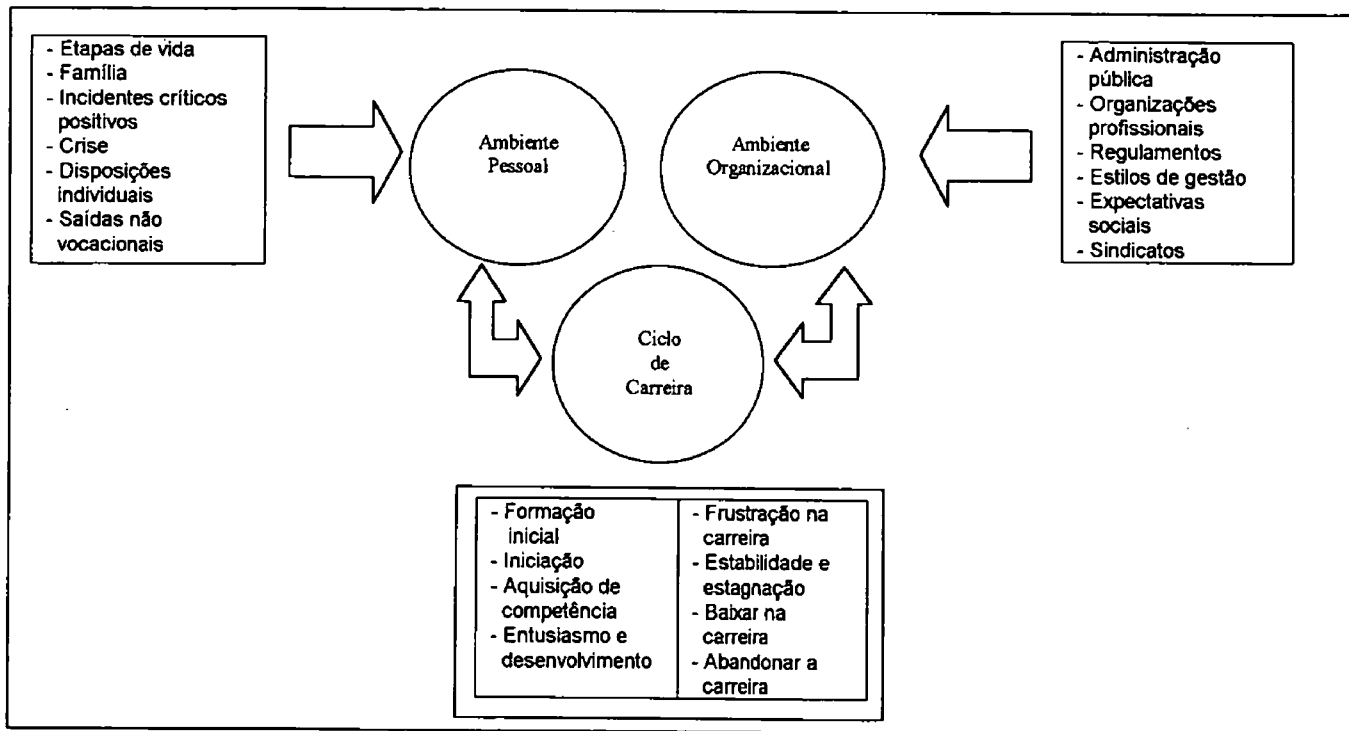 - Etapas de vida
- Família
- Incidentes críticos
positivos
- Crise
- Disposições
individuais
- Saídas não
vocacionais
Ambiente
Pessoal
Ambiente
Organizacional
- Administração
pública
- Organizações
profissionais
- Regulamentos
- Estilos de gestão
- Expectativas
sociais
- Sindicatos
Ciclo
de
Carreira
- Formação
inicial
- Iniciação
- Aquisição de
competência
- Entusiasmo e
desenvolvimento
- Frustração na
carreira
- Estabilidade e
estagnação
- Baixar na
carreira
- Abandonar a
carreira